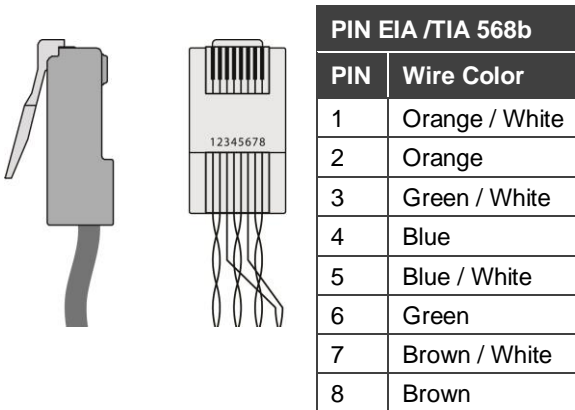 12345678
PIN EIA /TIA 568b
PIN Wire Color
1 Orange / White
2 Orange
3 Green / White
4 Blue
5 Blue / White
6 Green
7 Brown / White
8 Brown